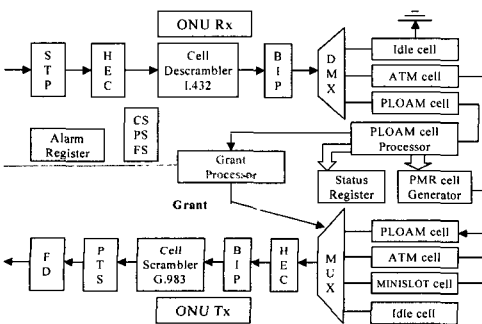 ONU Rx
S
T
P
H
E
C
Cell
Descrambler
I.432
B
I
P
D
M
X
Idle cell
ATM cell
PLOAM cell
CS
PS
FS
Alarm
Register
PLOAM cell
Processor
Grant
Processor
Status
Register
PMR cell
Generator
Grant
F
D
P
T
S
Cell
Scrambler
G.983
B
I
P
H
E
C
M
U
X
PLOAM cell
ATM cell
MINISLOT cell
Idle cell
ONU Tx